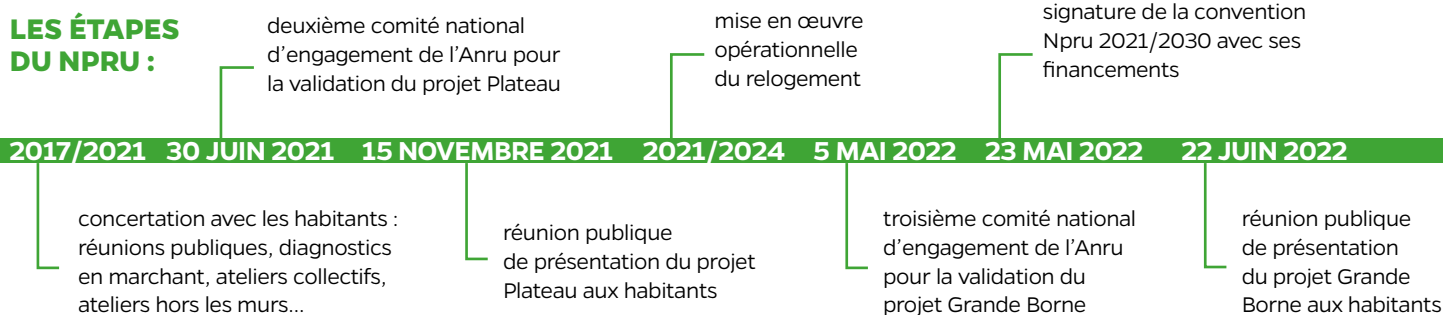 LES ÉTAPES
DU NPRU :
deuxième comité national
d’engagement de l’Anru pour
la validation du projet Plateau
mise en œuvre
opérationnelle
du relogement
signature de la convention
Npru 2021/2030 avec ses
financements
2017/2021 30 JUIN 2021 15 NOVEMBRE 2021 2021/2024 5 MAI 2022 23 MAI 2022 22 JUIN 2022
concertation avec les habitants :
réunions publiques, diagnostics
en marchant, ateliers collectifs,
ateliers hors les murs...
réunion publique
de présentation du projet
Plateau aux habitants
troisième comité national
d’engagement de l’Anru
pour la validation du
projet Grande Borne
réunion publique
de présentation
du projet Grande
Borne aux habitants